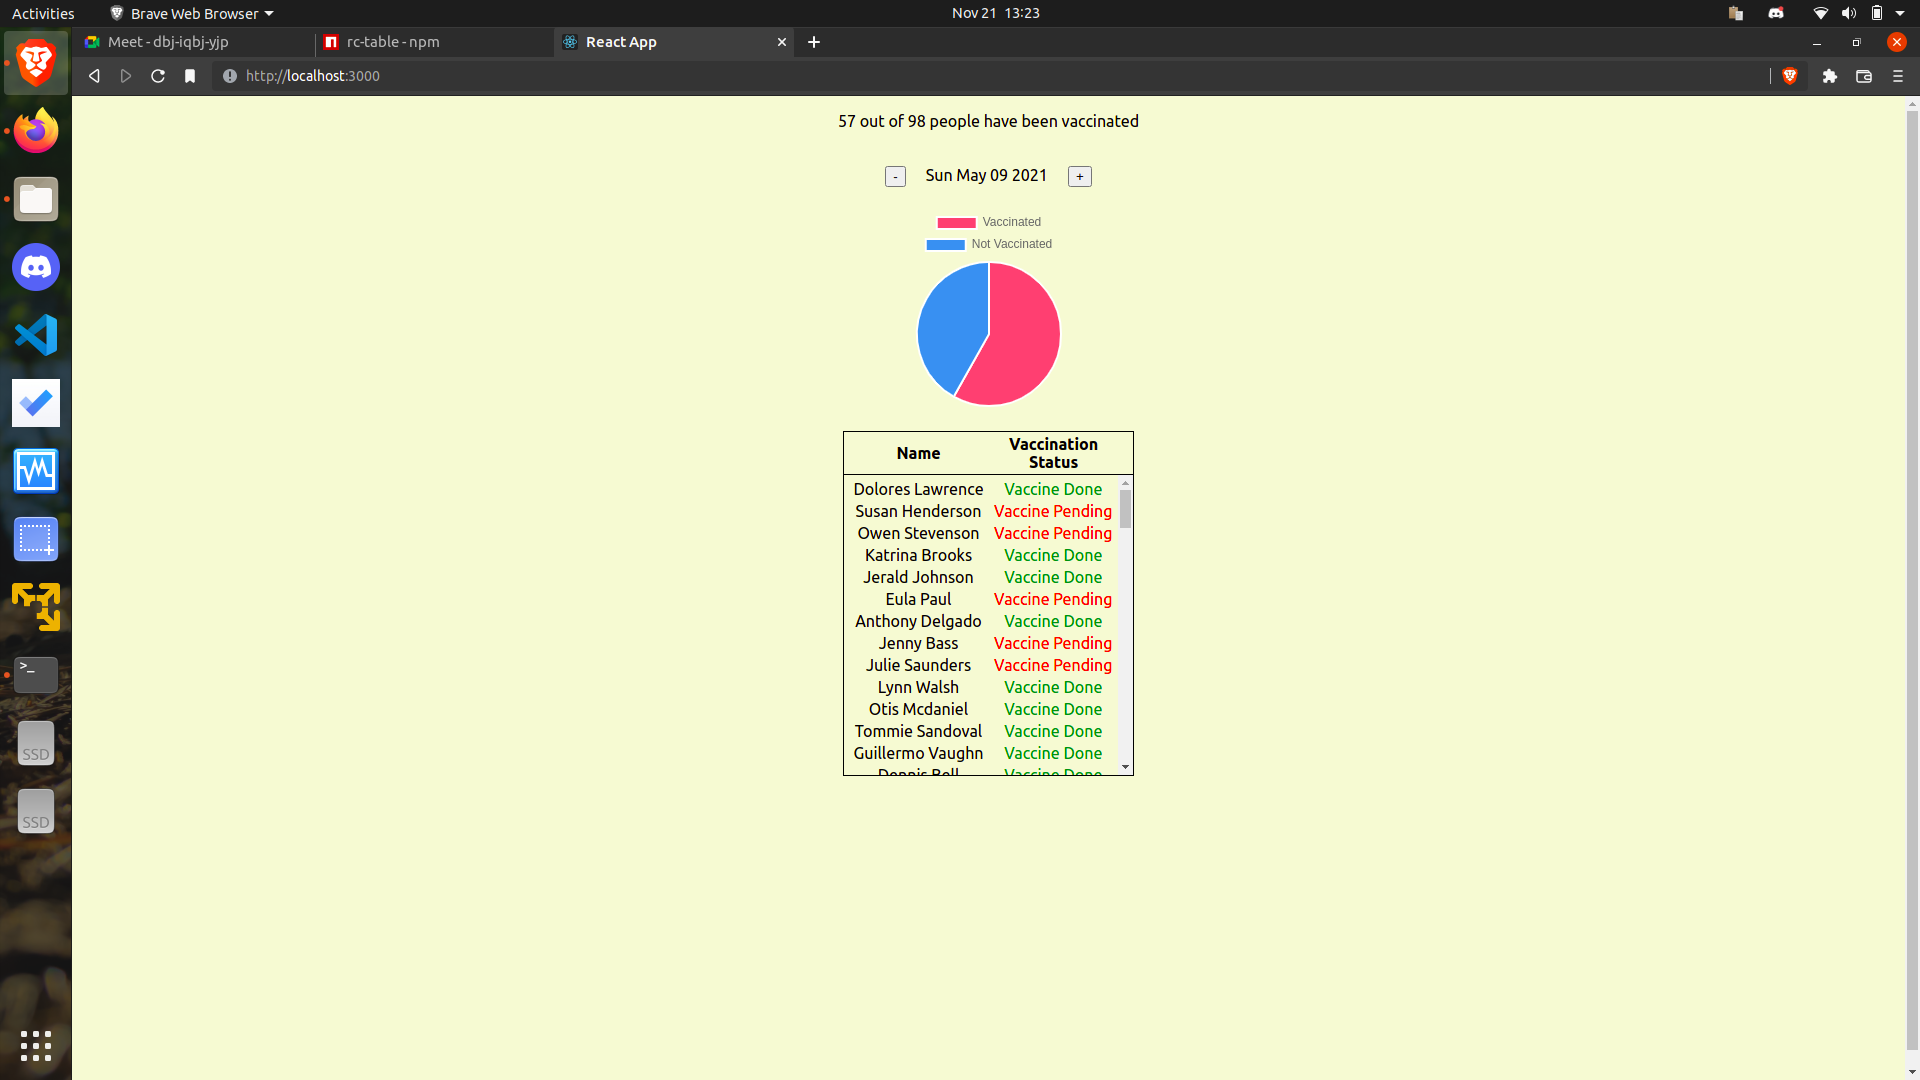 Activities
Brave Web Browser
Nov 21 13:23
Meet - dbj-iqbj-yjp
rc-table - npm
React App
http://localhost:3000
57 out of 98 people have been vaccinated
- Sun May 09 2021 +
Vaccinated
Not Vaccinated
Name Vaccination Status
Dolores Lawrence Vaccine Done
Susan Henderson Vaccine Pending
Owen Stevenson Vaccine Pending
Katrina Brooks Vaccine Done
Jerald Johnson Vaccine Done
Eula Paul Vaccine Pending
Anthony Delgado Vaccine Done
Jenny Bass Vaccine Pending
Julie Saunders Vaccine Pending
Lynn Walsh Vaccine Done
Otis Mcdaniel Vaccine Done
Tommie Sandoval Vaccine Done
Guillermo Vaughn Vaccine Done
Dennis Bell Vaccine Done
>_
SSD
SSD